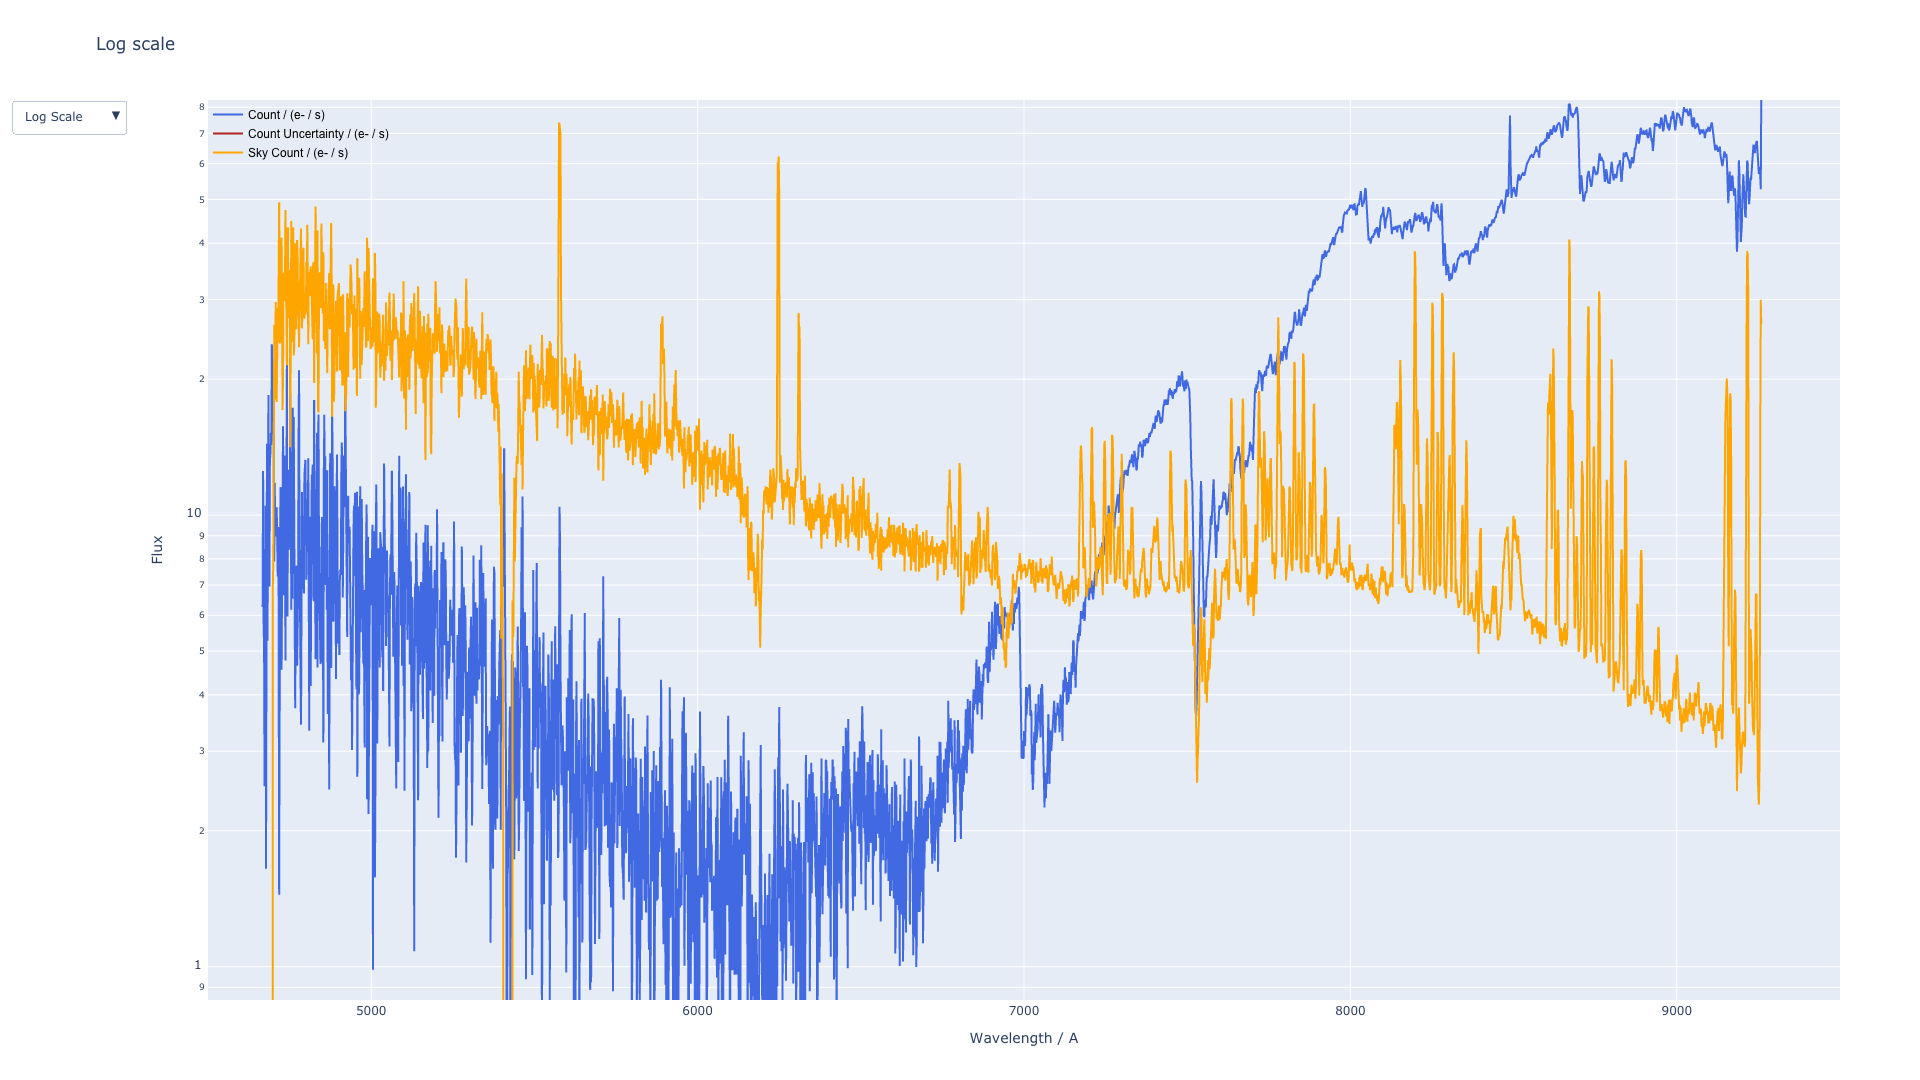 Log scale
Log Scale ▼
Count / (e- / s)
Count Uncertainty / (e- / s)
Sky Count / (e- / s)
8
7
6
5
4
3
2
10
9
8
7
6
5
4
3
2
1
9
Flux
5000 6000 7000 8000 9000
Wavelength / A